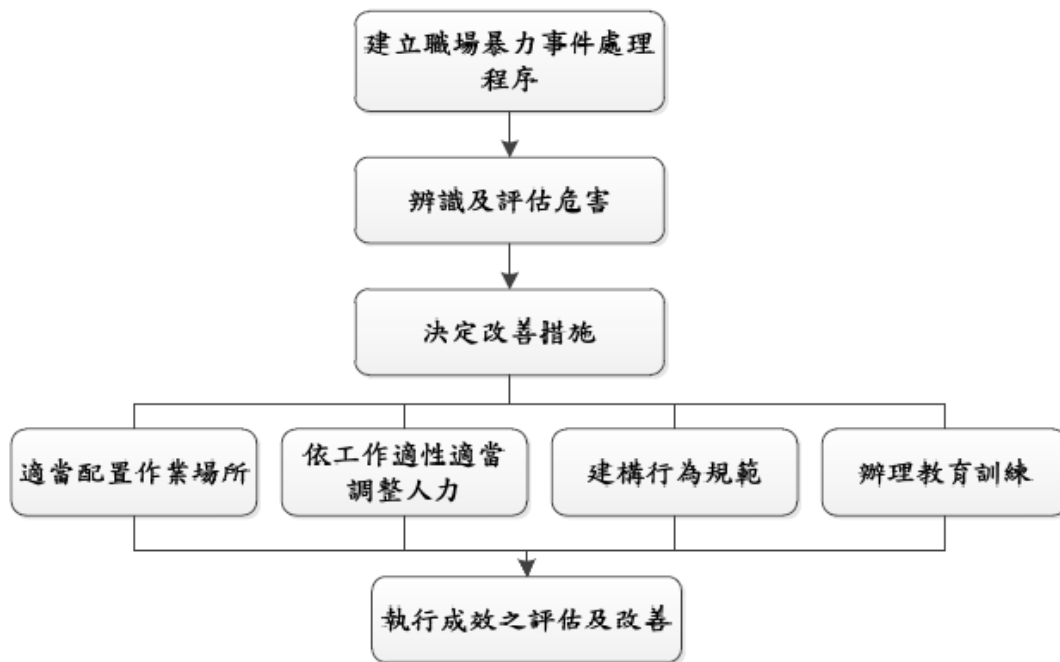 建立職場暴力事件處理
程序
辨識及評估危害
決定改善措施
適當配置作業場所
依工作適性適當
調整人力
建構行為規範
辦理教育訓練
執行成效之評估及改善